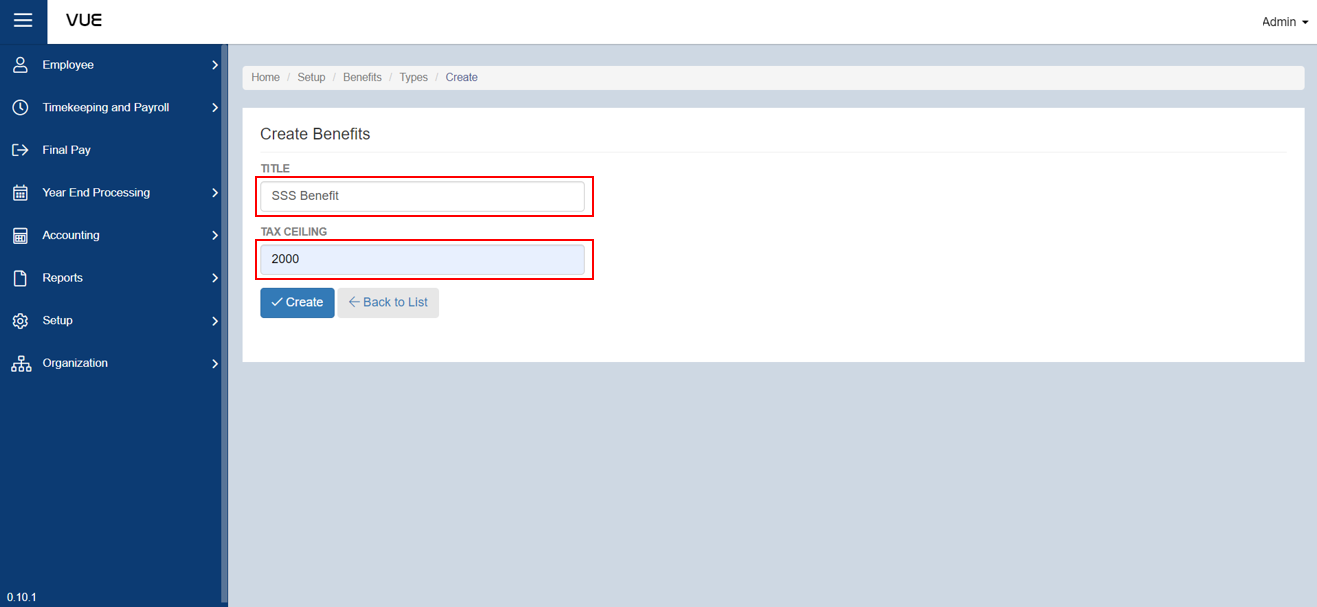 VUE
Admin
Employee
Timekeeping and Payroll
Final Pay
Year End Processing
Accounting
Reports
Setup
Organization
0.10.1
Home / Setup / Benefits / Types / Create
Create Benefits
TITLE
SSS Benefit
TAX CEILING
2000
Create
Back to List